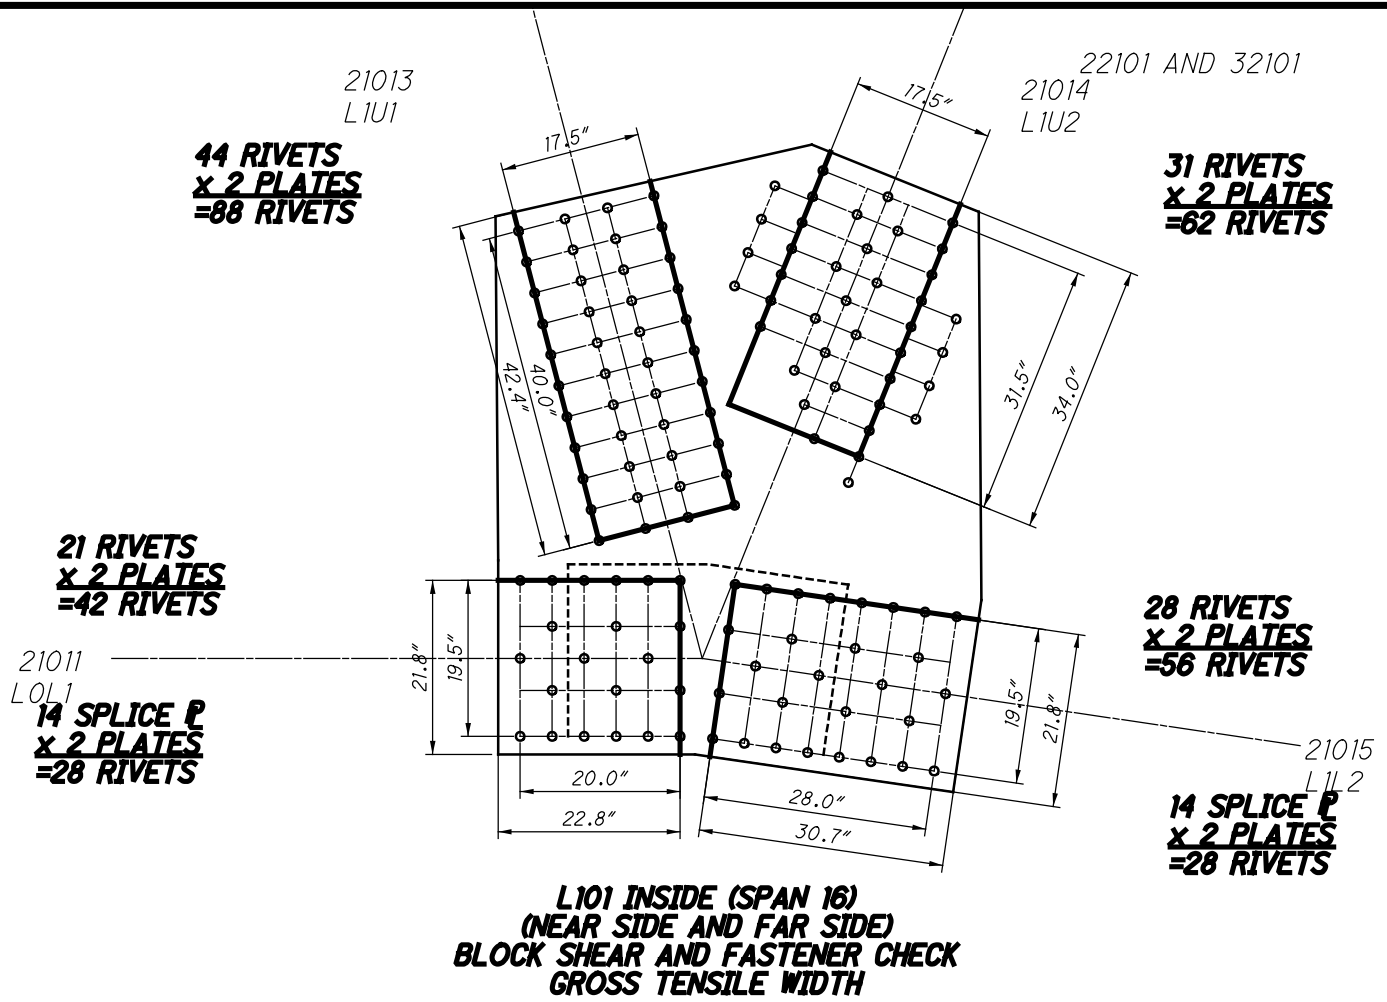 21013
L1U1
44 RIVETS
x 2 PLATES
=88 RIVETS
17.5"
17.5"
22101 AND 32101
21014
L1U2
31 RIVETS
x 2 PLATES
=62 RIVETS
42.4"
40.0"
31.5"
34.0"
21 RIVETS
x 2 PLATES
=42 RIVETS
21011
L0L1
14 SPLICE ⅊
x 2 PLATES
=28 RIVETS
21.8"
19.5"
20.0"
22.8"
28.0"
30.7"
19.5"
21.8"
28 RIVETS
x 2 PLATES
=56 RIVETS
21015
L1L2
14 SPLICE ⅊
x 2 PLATES
=28 RIVETS
L101 INSIDE (SPAN 16)
(NEAR SIDE AND FAR SIDE)
BLOCK SHEAR AND FASTENER CHECK
GROSS TENSILE WIDTH